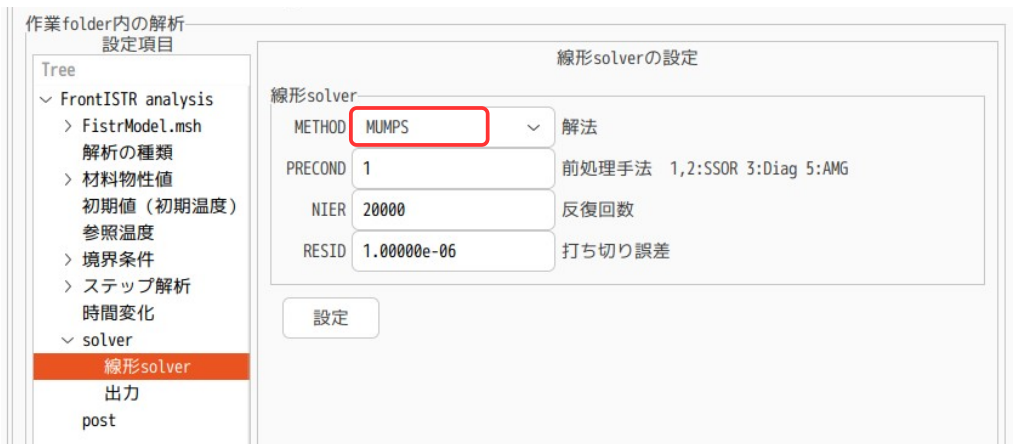 作業folder内の解析
設定項目
Tree
FrontISTR analysis
FistrModel.msh
解析の種類
材料物性値
初期値（初期温度）
参照温度
境界条件
ステップ解析
時間変化
solver
線形solver
出力
post
線形solverの設定
線形solver
METHOD MUMPS 解法
PRECOND 1 前処理手法 1,2:SSOR 3:Diag 5:AMG
NIER 20000 反復回数
RESID 1.00000e-06 打ち切り誤差
設定